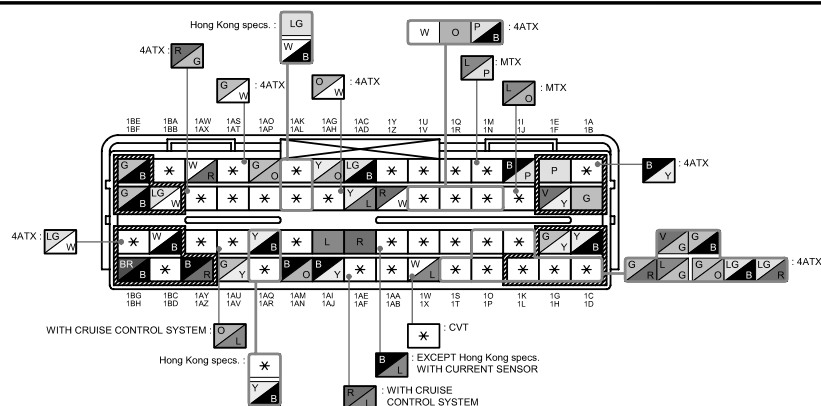 Hong Kong specs. : LG
W B
W O P B : 4ATX
4ATX : R G
L P : MTX
G W : 4ATX
O W : 4ATX
L O : MTX
1BE 1BA 1AW 1AS 1AO 1AK 1AG 1AC 1Y 1U 1Q 1M 1I 1E 1A
1BF 1BB 1AX 1AT 1AP 1AL 1AH 1AD 1Z 1V 1R 1N 1J 1F 1B
G B * W R * G O * Y O LG B * * * * B P P *
B Y : 4ATX
G B LG W * * * * * Y L R W * * * * V Y G
4ATX : LG W
* W B * * Y B * L R * * * * * G Y Y B
V G G B
BR B * B R G Y * B O B Y * * W L * * * * *
G R L G G O LG B LG R : 4ATX
1BG 1BC 1AY 1AU 1AQ 1AM 1AI 1AE 1AA 1W 1S 1O 1K 1G 1C
1BH 1BD 1AZ 1AV 1AR 1AN 1AJ 1AF 1AB 1X 1T 1P 1L 1H 1D
WITH CRUISE CONTROL SYSTEM : O L
* : CVT
Hong Kong specs. : *
Y B
B L : EXCEPT Hong Kong specs.
WITH CURRENT SENSOR
R L : WITH CRUISE
CONTROL SYSTEM